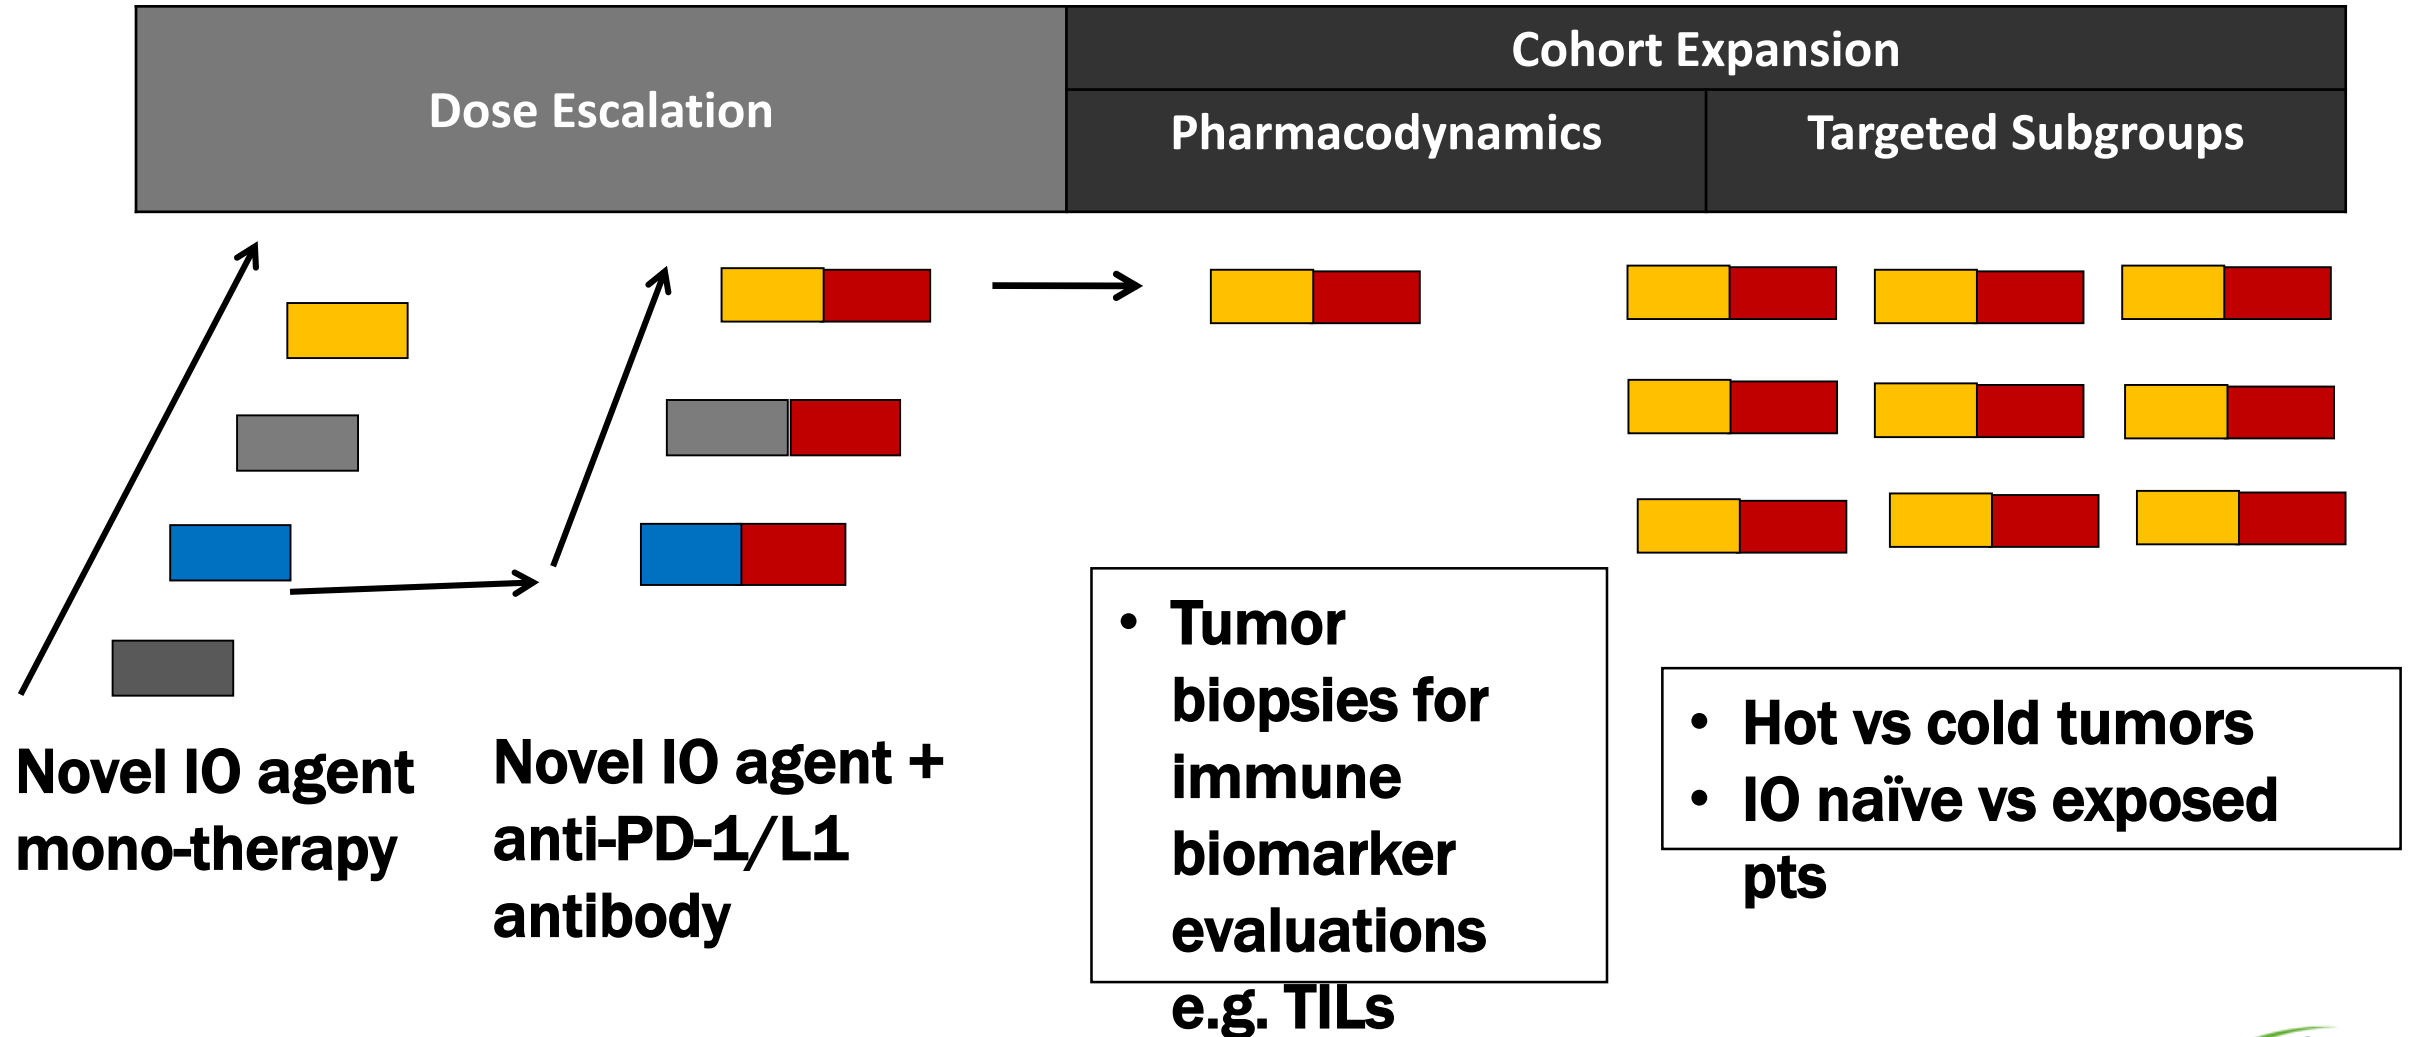 Dose Escalation
Cohort Expansion
Pharmacodynamics
Targeted Subgroups
Novel IO agent
mono-therapy
Novel IO agent +
anti-PD-1/L1
antibody
• Tumor
biopsies for
immune
biomarker
evaluations
e.g. TILs
• Hot vs cold tumors
• IO naïve vs exposed
pts